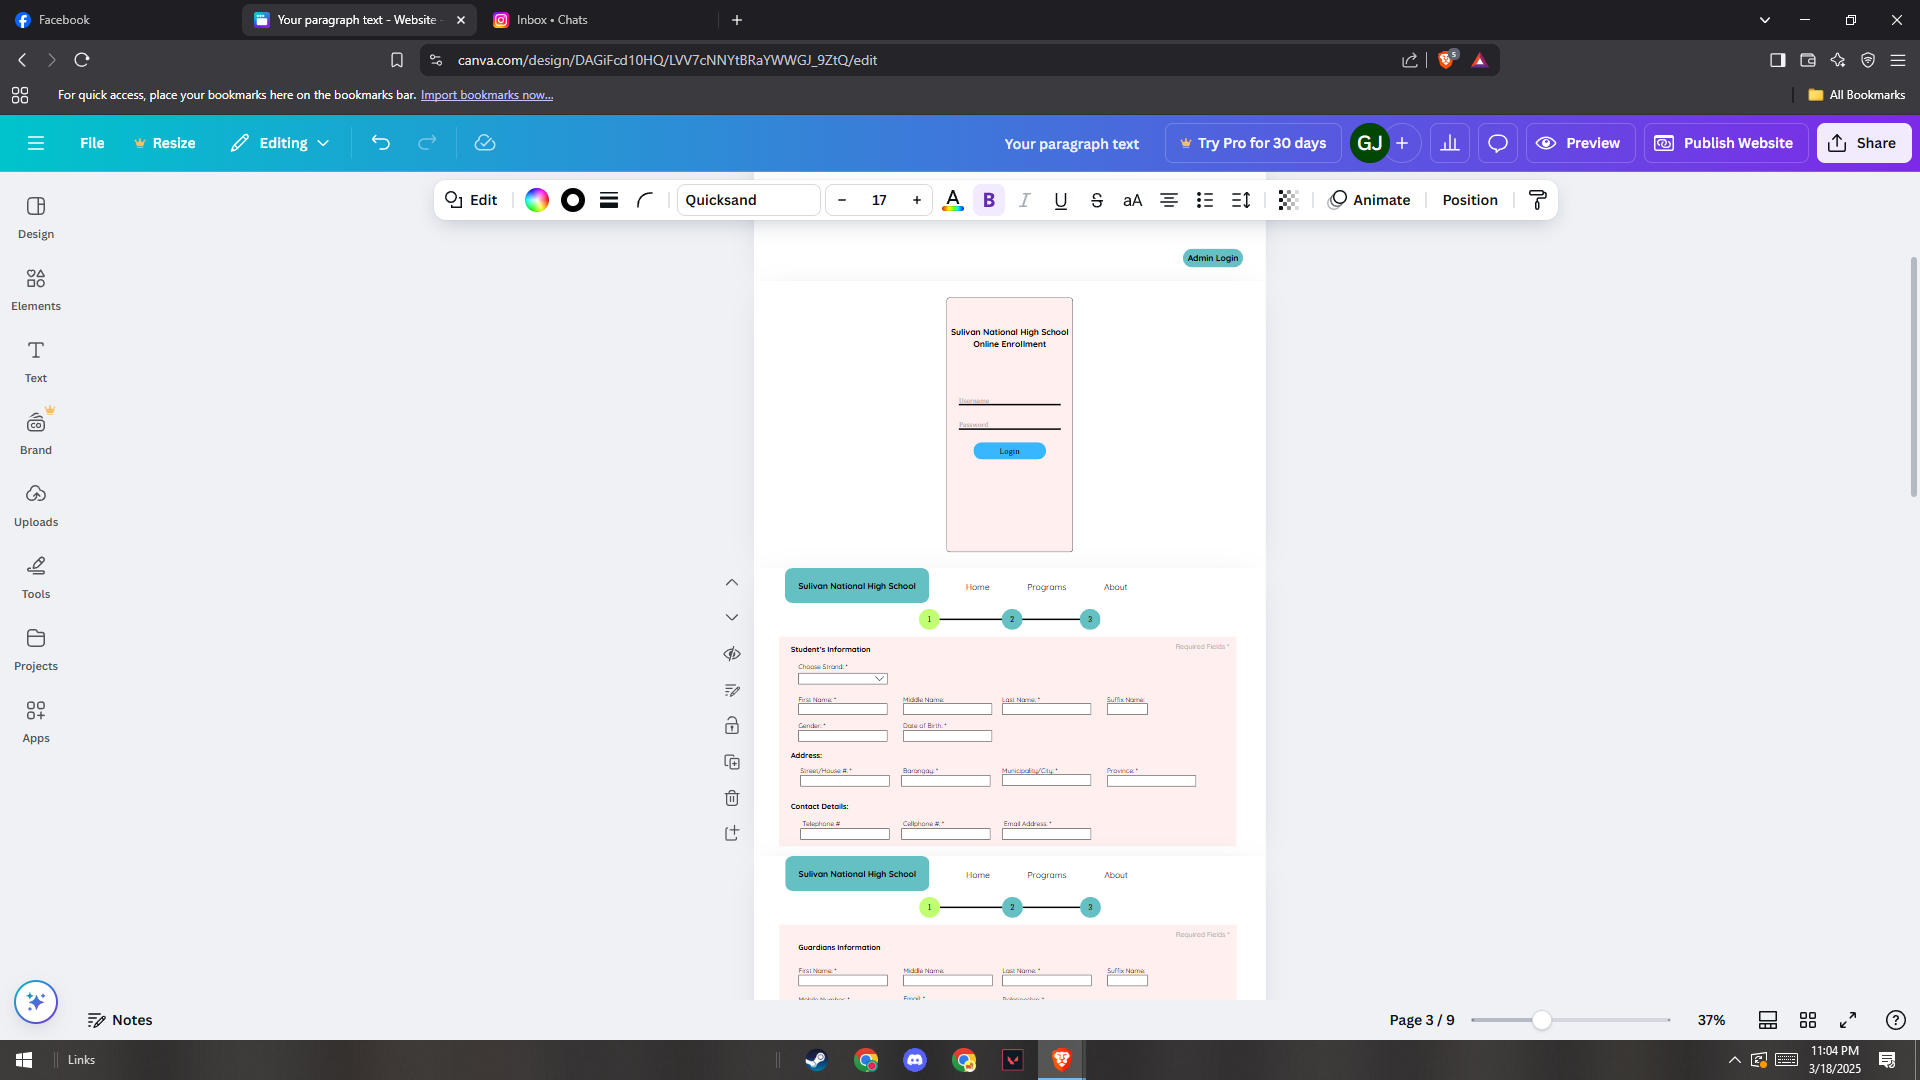 Facebook
Your paragraph text - Website
Inbox • Chats
canva.com/design/DAGiFcd10HQ/LVV7cNNYtBRaYWWGJ_9ZtQ/edit
5
For quick access, place your bookmarks here on the bookmarks bar. Import bookmarks now...
All Bookmarks
File
Resize
Editing
Your paragraph text
Try Pro for 30 days
GJ
Preview
Publish Website
Share
Edit
Quicksand
17
A
B
I
U
S
aA
Animate
Position
Design
Elements
Text
Brand
Uploads
Tools
Projects
Apps
Admin Login
Sulivan National High School
Online Enrollment
Username
Password
Login
Sulivan National High School
Home
Programs
About
1
2
3
Required Fields *
Student's Information
Choose Strand: *
First Name: *
Middle Name:
Last Name: *
Suffix Name:
Gender: *
Date of Birth: *
Address:
Street/House #: *
Barangay: *
Municipality/City: *
Province: *
Contact Details:
Telephone #
Cellphone #: *
Email Address: *
Sulivan National High School
Home
Programs
About
1
2
3
Required Fields *
Guardians Information
First Name: *
Middle Name:
Last Name: *
Suffix Name:
Mobile Number: *
Email: *
Notes
Page 3 / 9
37%
Links
11:04 PM
3/18/2025